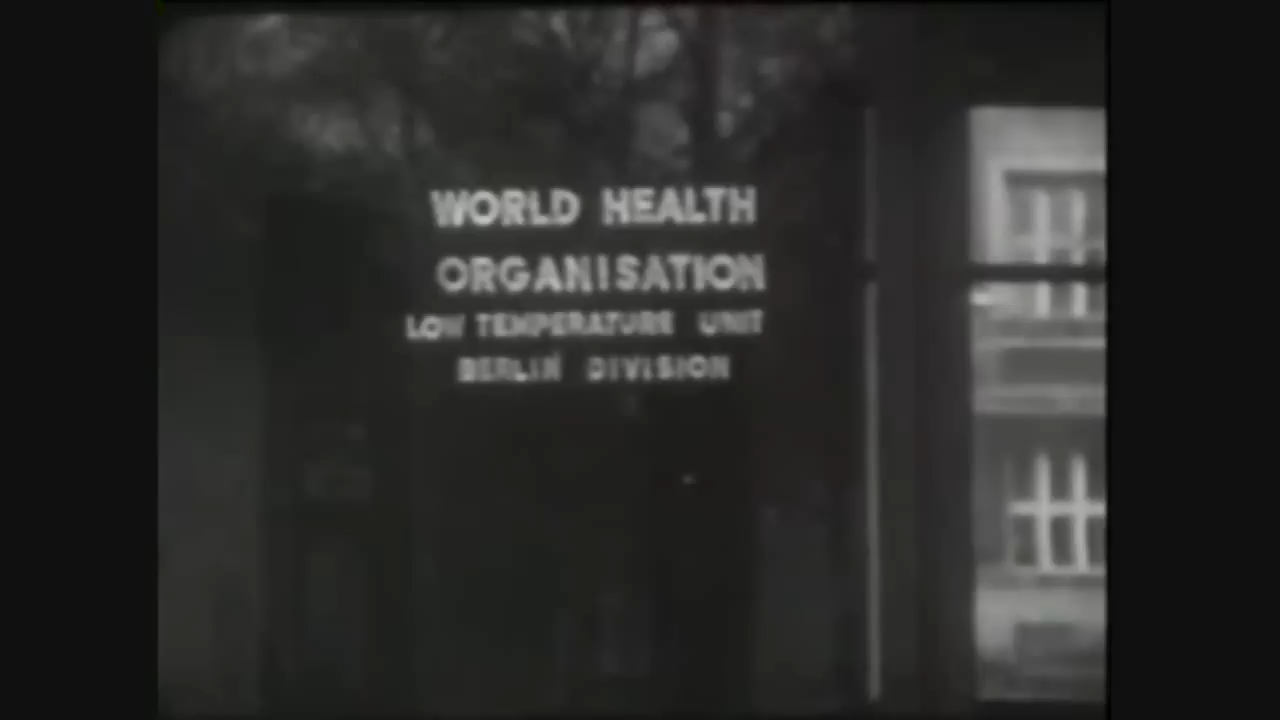 WORLD HEALTH
ORGANISATION
LOW TEMPERATURE UNIT
BERLIN DIVISION